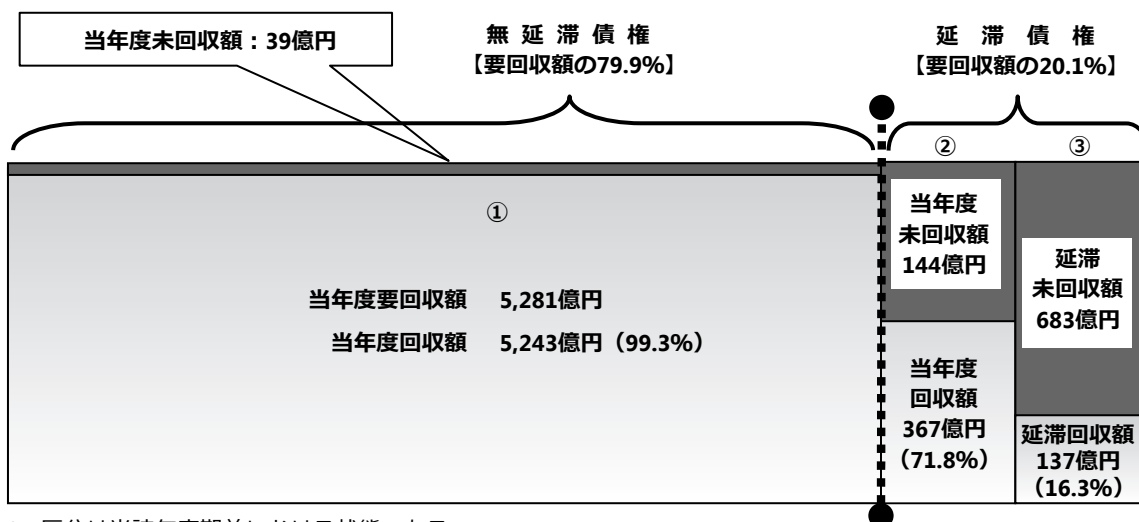 当年度未回収額：39億円
無延滞債権
【要回収額の79.9%】
延滞債権
【要回収額の20.1%】
①
当年度要回収額 5,281億円
当年度回収額 5,243億円（99.3%）
②
当年度
未回収額
144億円
当年度
回収額
367億円
（71.8%）
③
延滞
未回収額
683億円
延滞回収額
137億円
（16.3%）